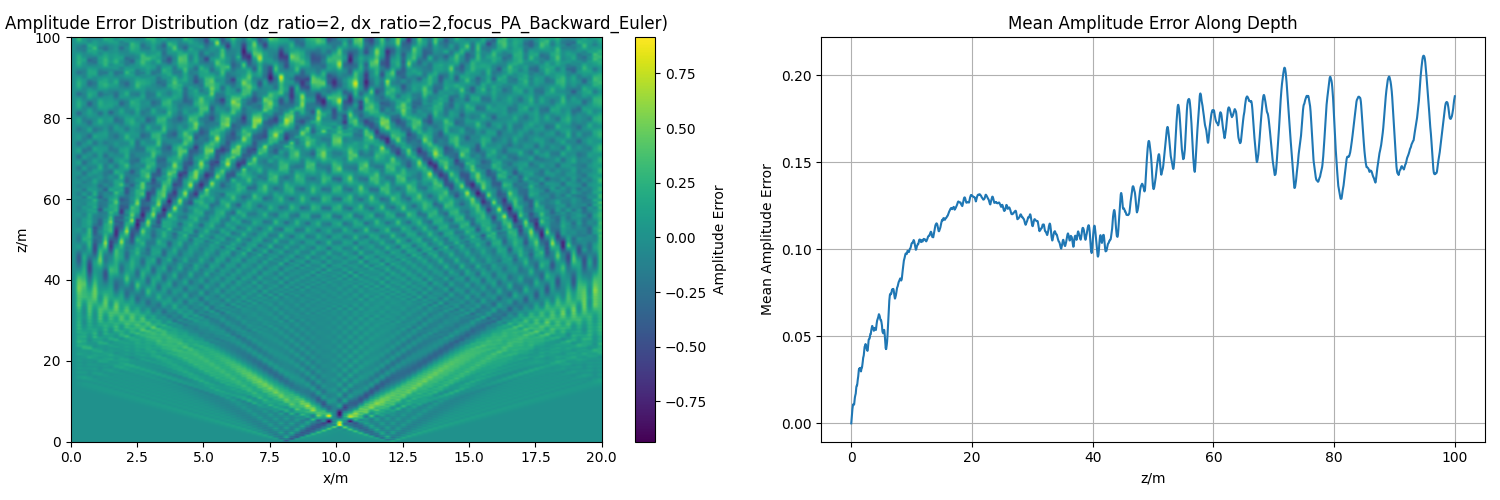 Amplitude Error Distribution (dz_ratio=2, dx_ratio=2,focus_PA_Backward_Euler)
100
80
60
40
20
0
z/m
0.0 2.5 5.0 7.5 10.0 12.5 15.0 17.5 20.0
x/m
0.75
0.50
0.25
0.00
−0.25
−0.50
−0.75
Amplitude Error
Mean Amplitude Error Along Depth
0.20
0.15
0.10
0.05
0.00
Mean Amplitude Error
0 20 40 60 80 100
z/m